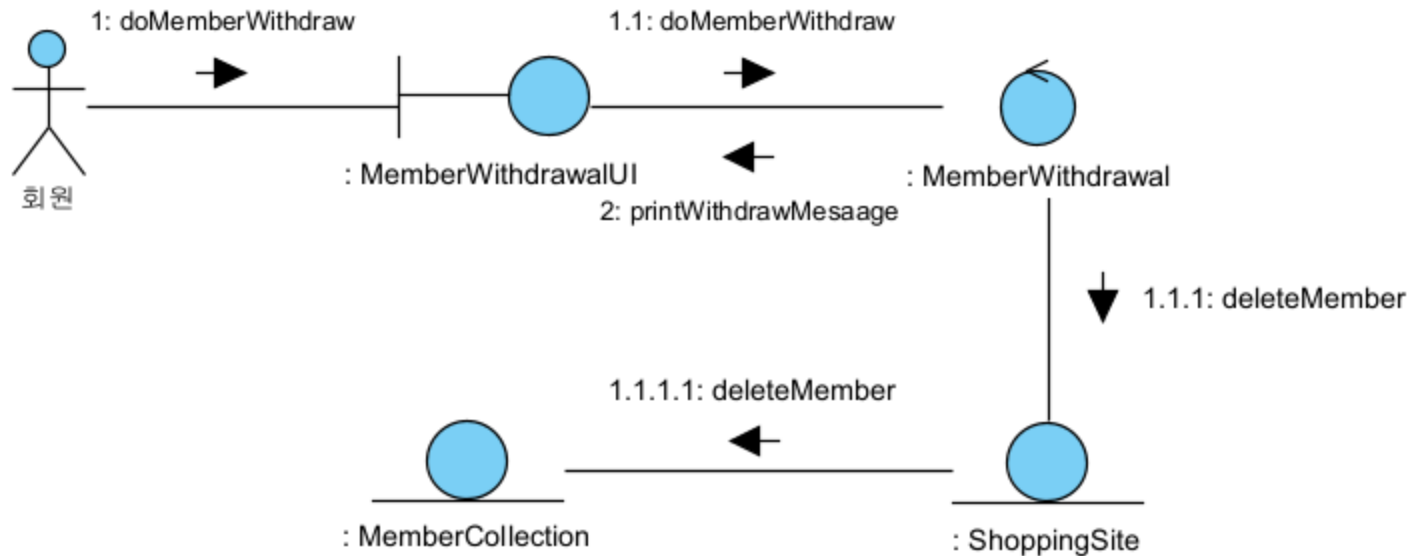 1: doMemberWithdraw
1.1: doMemberWithdraw
: MemberWithdrawalUI
: MemberWithdrawal
회원
2: printWithdrawMesaage
1.1.1: deleteMember
1.1.1.1: deleteMember
: MemberCollection
: ShoppingSite